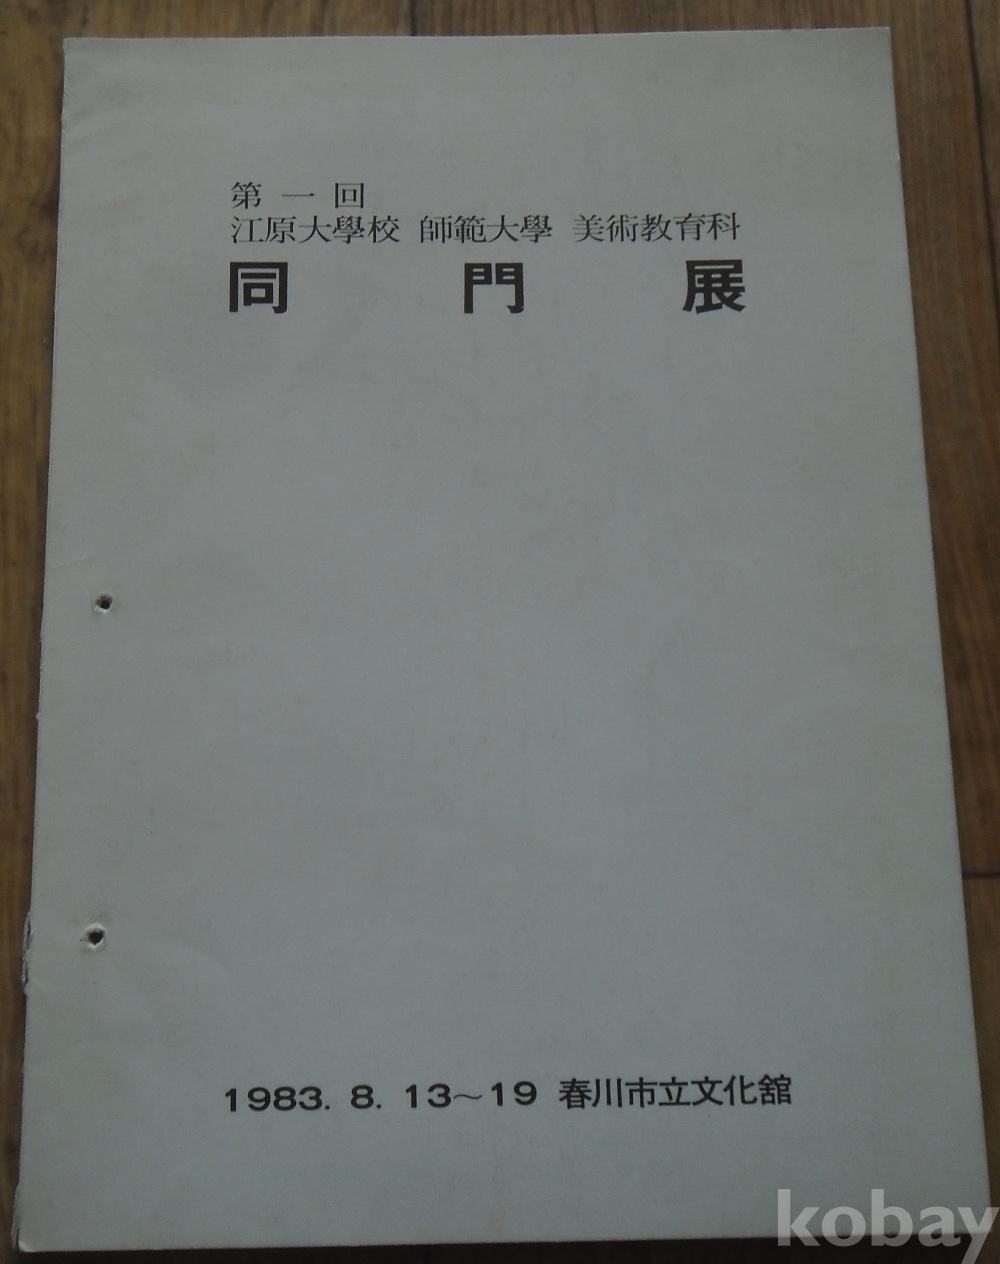 第 一 回
江原大學校 師範大學 美術教育科
同 門 展
1983. 8. 13～19 春川市立文化舘
kobay